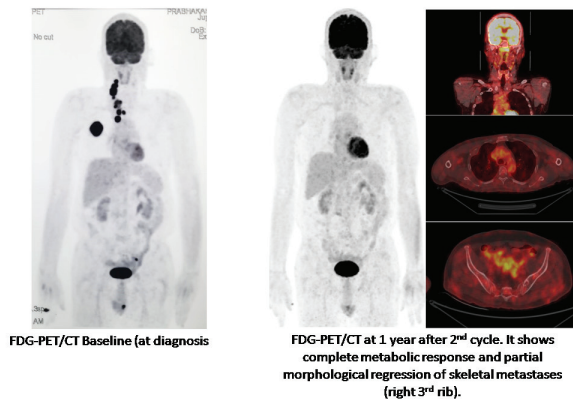 PET
PRABHAKA
No cut
FDG-PET/CT Baseline (at diagnosis
FDG-PET/CT at 1 year after 2nd cycle. It shows
complete metabolic response and partial
morphological regression of skeletal metastases
(right 3rd rib).